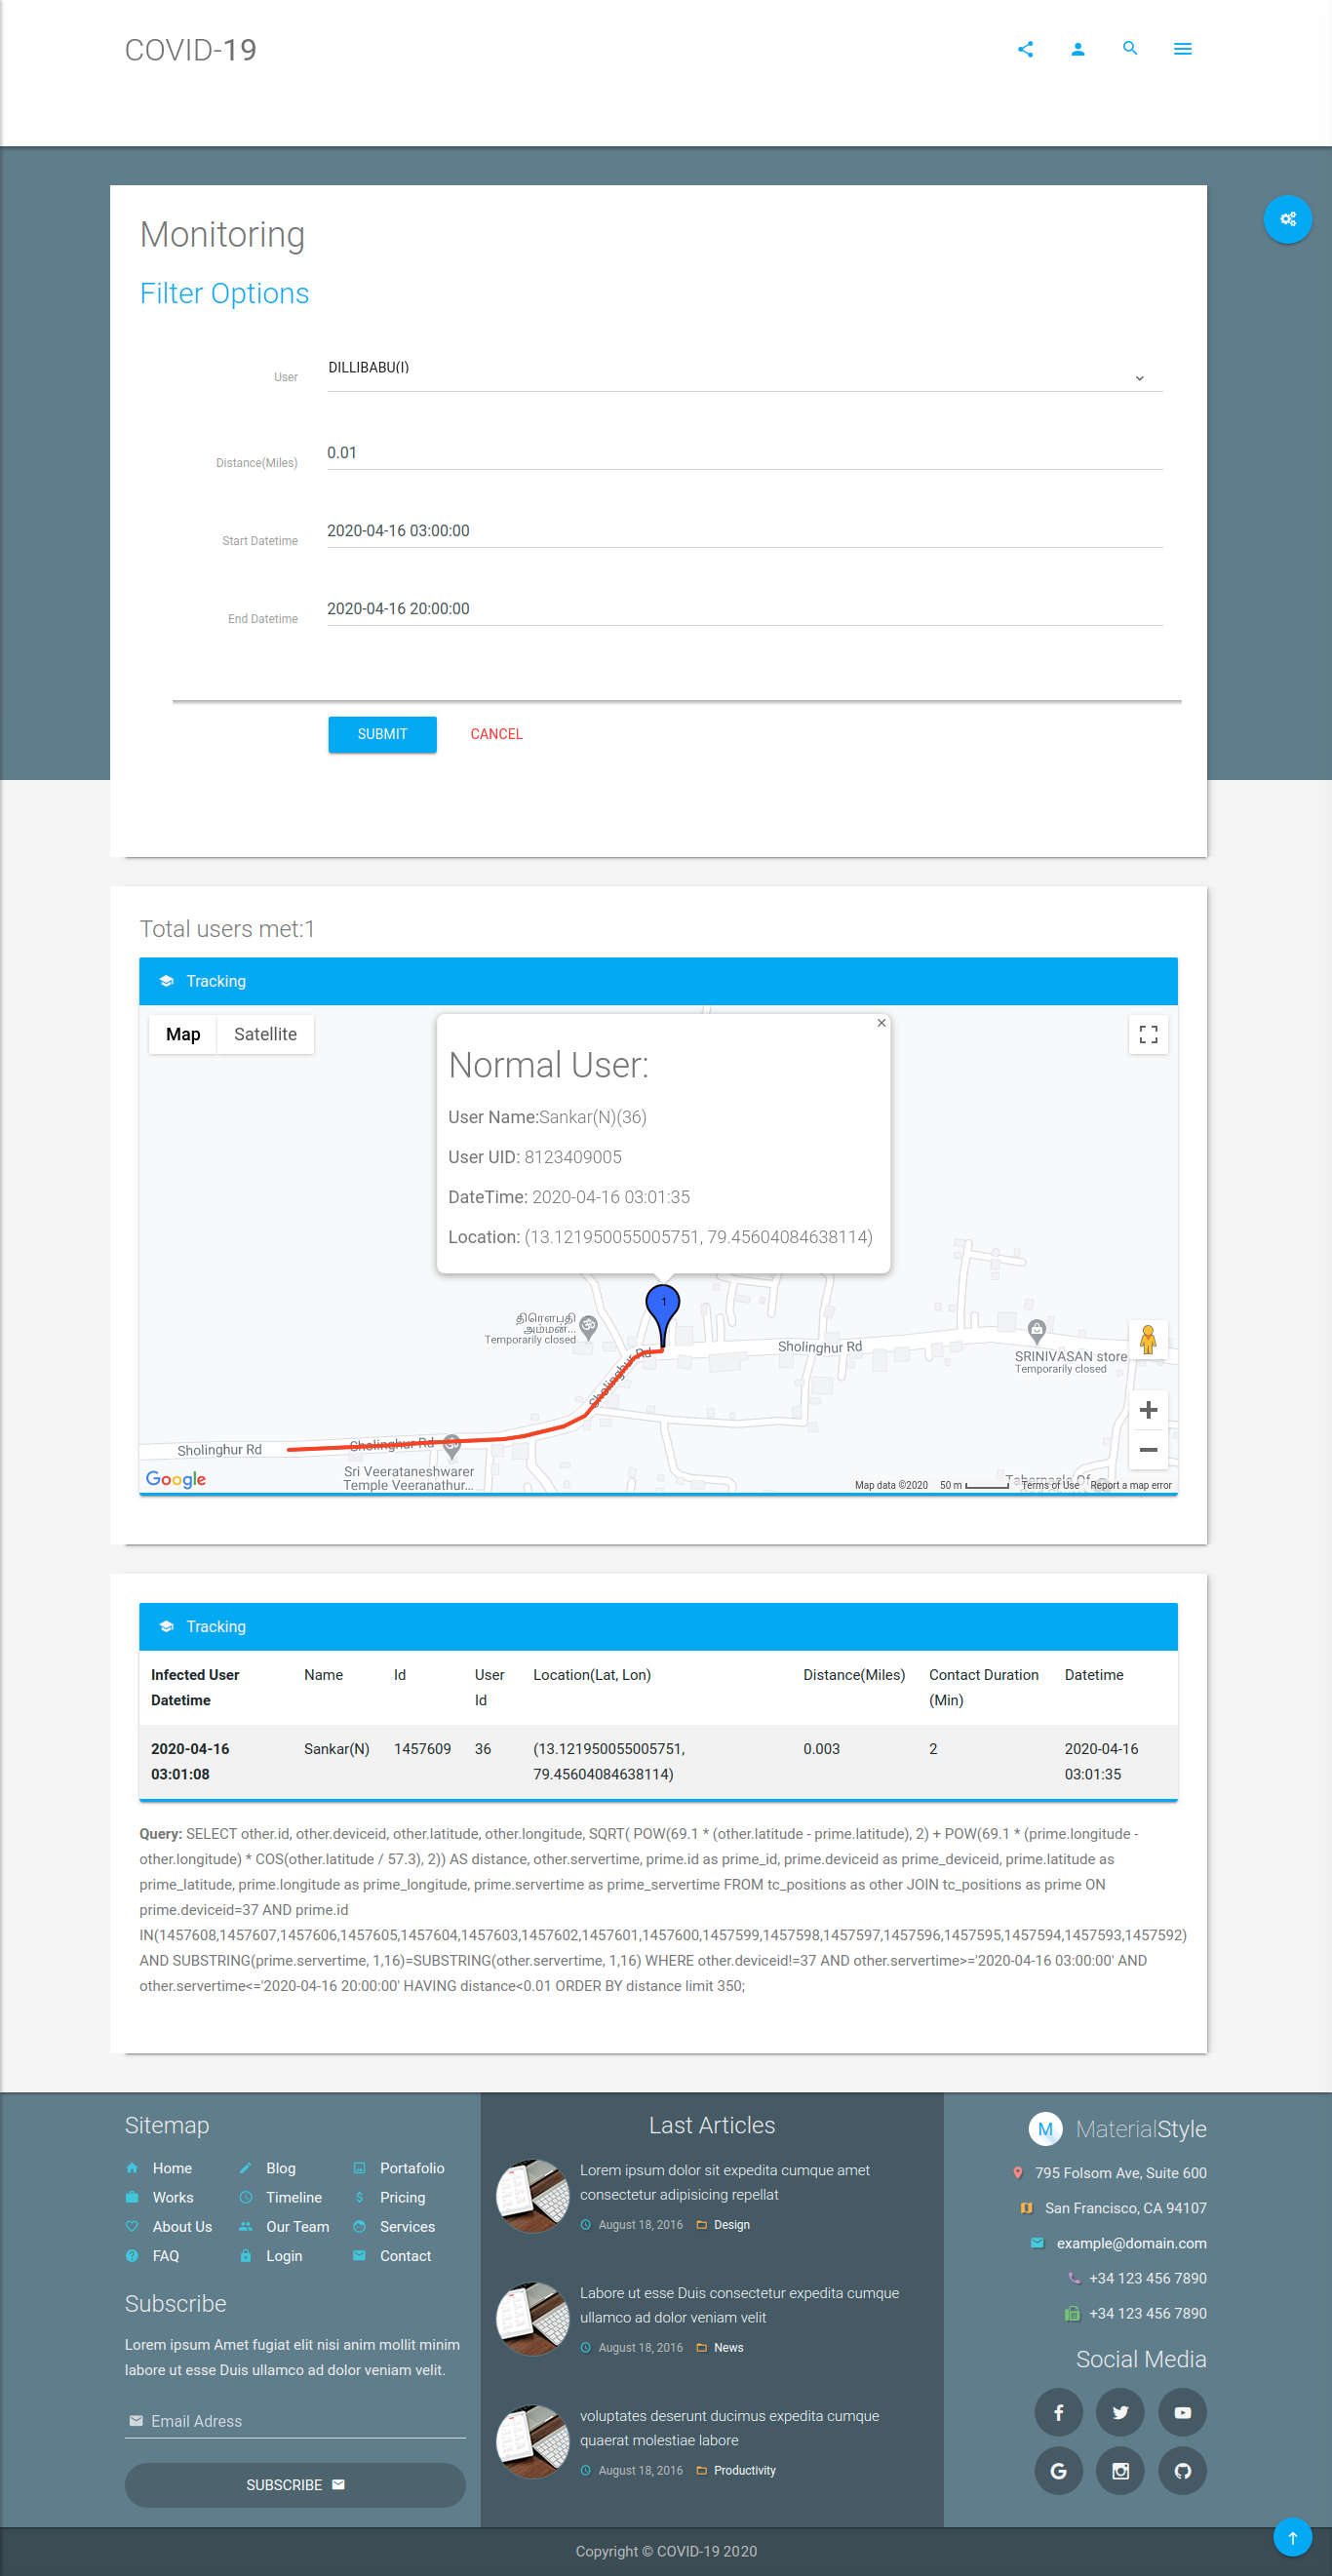 COVID-19
Monitoring
Filter Options
User
DILLIBABU(I)
Distance(Miles)
0.01
Start Datetime
2020-04-16 03:00:00
End Datetime
2020-04-16 20:00:00
SUBMIT CANCEL
Total users met:1
Tracking
Map Satellite
Normal User:
User Name:Sankar(N)(36)
User UID: 8123409005
DateTime: 2020-04-16 03:01:35
Location: (13.121950055005751, 79.45604084638114)
1
திரௌபதி
அம்மன்...
Temporarily closed
Sholinghur Rd
Sholinghur Rd
SRINIVASAN store
Temporarily closed
Sholinghur Rd
Sholinghur Rd
Sri Veerataneshwarer
Temple Veeranathur...
Google
Tabernacle Of
Map data ©2020 50 m Terms of Use Report a map error
Tracking
Infected User Datetime Name Id User Id Location(Lat, Lon) Distance(Miles) Contact Duration (Min) Datetime
2020-04-16 03:01:08 Sankar(N) 1457609 36 (13.121950055005751, 79.45604084638114) 0.003 2 2020-04-16 03:01:35
Query: SELECT other.id, other.deviceid, other.latitude, other.longitude, SQRT( POW(69.1 * (other.latitude - prime.latitude), 2) + POW(69.1 * (prime.longitude -
other.longitude) * COS(other.latitude / 57.3), 2)) AS distance, other.servertime, prime.id as prime_id, prime.deviceid as prime_deviceid, prime.latitude as
prime_latitude, prime.longitude as prime_longitude, prime.servertime as prime_servertime FROM tc_positions as other JOIN tc_positions as prime ON
prime.deviceid=37 AND prime.id
IN(1457608,1457607,1457606,1457605,1457604,1457603,1457602,1457601,1457600,1457599,1457598,1457597,1457596,1457595,1457594,1457593,1457592)
AND SUBSTRING(prime.servertime, 1,16)=SUBSTRING(other.servertime, 1,16) WHERE other.deviceid!=37 AND other.servertime>='2020-04-16 03:00:00' AND
other.servertime<='2020-04-16 20:00:00' HAVING distance<0.01 ORDER BY distance limit 350;
Sitemap
Home Blog Portafolio
Works Timeline Pricing
About Us Our Team Services
FAQ Login Contact
Subscribe
Lorem ipsum Amet fugiat elit nisi anim mollit minim
labore ut esse Duis ullamco ad dolor veniam velit.
Email Adress
SUBSCRIBE
Last Articles
Lorem ipsum dolor sit expedita cumque amet
consectetur adipisicing repellat
August 18, 2016 Design
Labore ut esse Duis consectetur expedita cumque
ullamco ad dolor veniam velit
August 18, 2016 News
voluptates deserunt ducimus expedita cumque
quaerat molestiae labore
August 18, 2016 Productivity
M MaterialStyle
795 Folsom Ave, Suite 600
San Francisco, CA 94107
example@domain.com
+34 123 456 7890
+34 123 456 7890
Social Media
Copyright © COVID-19 2020